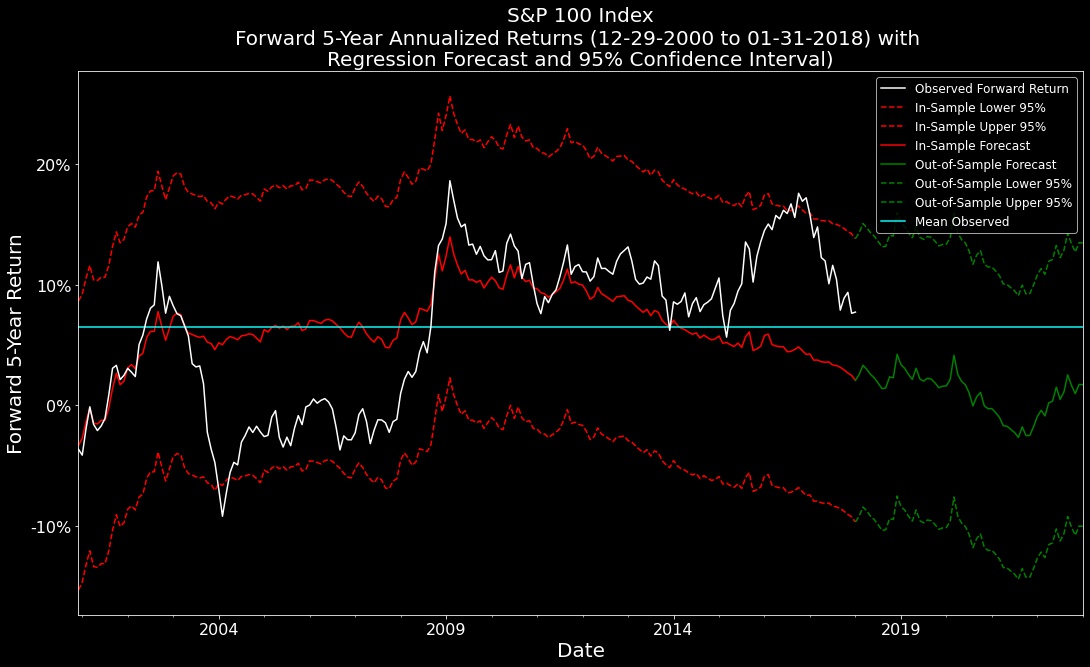 S&P 100 Index
Forward 5-Year Annualized Returns (12-29-2000 to 01-31-2018) with
Regression Forecast and 95% Confidence Interval)
Observed Forward Return
In-Sample Lower 95%
In-Sample Upper 95%
In-Sample Forecast
Out-of-Sample Forecast
Out-of-Sample Lower 95%
Out-of-Sample Upper 95%
Mean Observed
Forward 5-Year Return
20%
10%
0%
-10%
2004
2009
2014
2019
Date